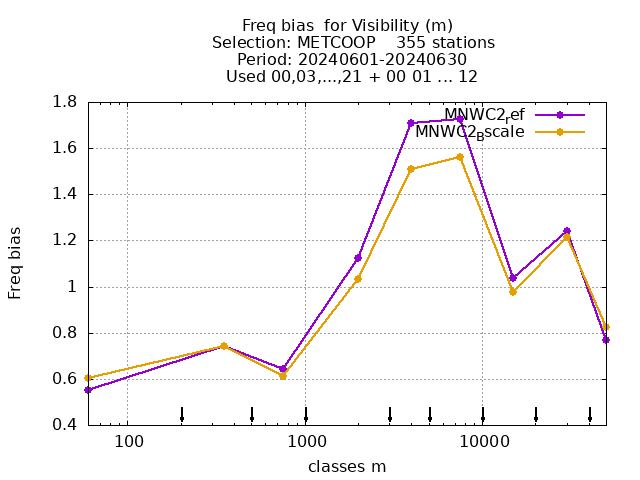 Freq bias  for Visibility (m)
Selection: METCOOP    355 stations
Period: 20240601-20240630
Used 00,03,...,21 + 00 01 ... 12
MNWC2ref
MNWC2Bscale
1.8
1.6
1.4
1.2
1
0.8
0.6
0.4
Freq bias
100
1000
10000
classes m